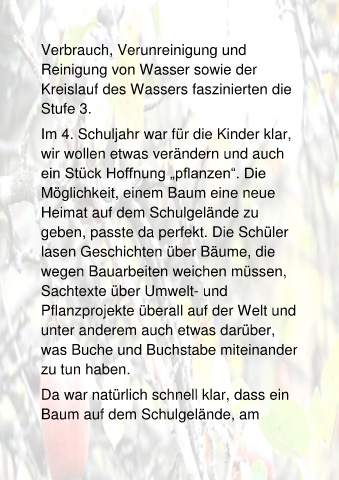 Verbrauch, Verunreinigung und
Reinigung von Wasser sowie der
Kreislauf des Wassers faszinierten die
Stufe 3.
Im 4. Schuljahr war für die Kinder klar,
wir wollen etwas verändern und auch
ein Stück Hoffnung „pflanzen“. Die
Möglichkeit, einem Baum eine neue
Heimat auf dem Schulgelände zu
geben, passte da perfekt. Die Schüler
lasen Geschichten über Bäume, die
wegen Bauarbeiten weichen müssen,
Sachtexte über Umwelt- und
Pflanzprojekte überall auf der Welt und
unter anderem auch etwas darüber,
was Buche und Buchstabe miteinander
zu tun haben.
Da war natürlich schnell klar, dass ein
Baum auf dem Schulgelände, am